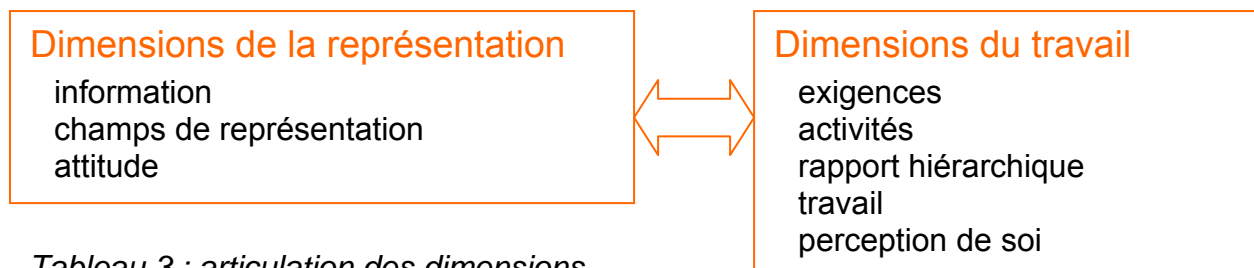 Dimensions de la représentation
information
champs de représentation
attitude
Dimensions du travail
exigences
activités
rapport hiérarchique
travail
perception de soi
Tableau 3 : articulation des dimensions